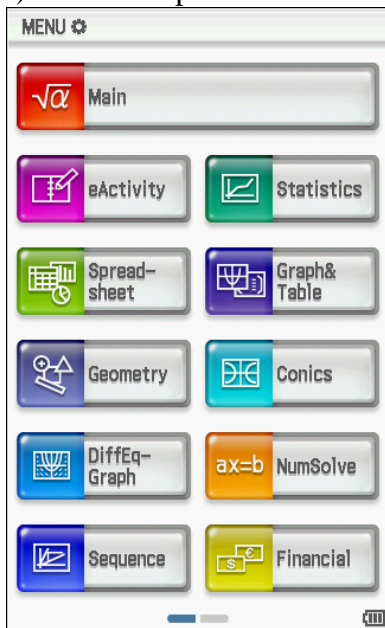 MENU
√α Main
eActivity
Statistics
Spread-
sheet
Graph&
Table
Geometry
Conics
DiffEq-
Graph
ax=b NumSolve
Sequence
$ € Financial